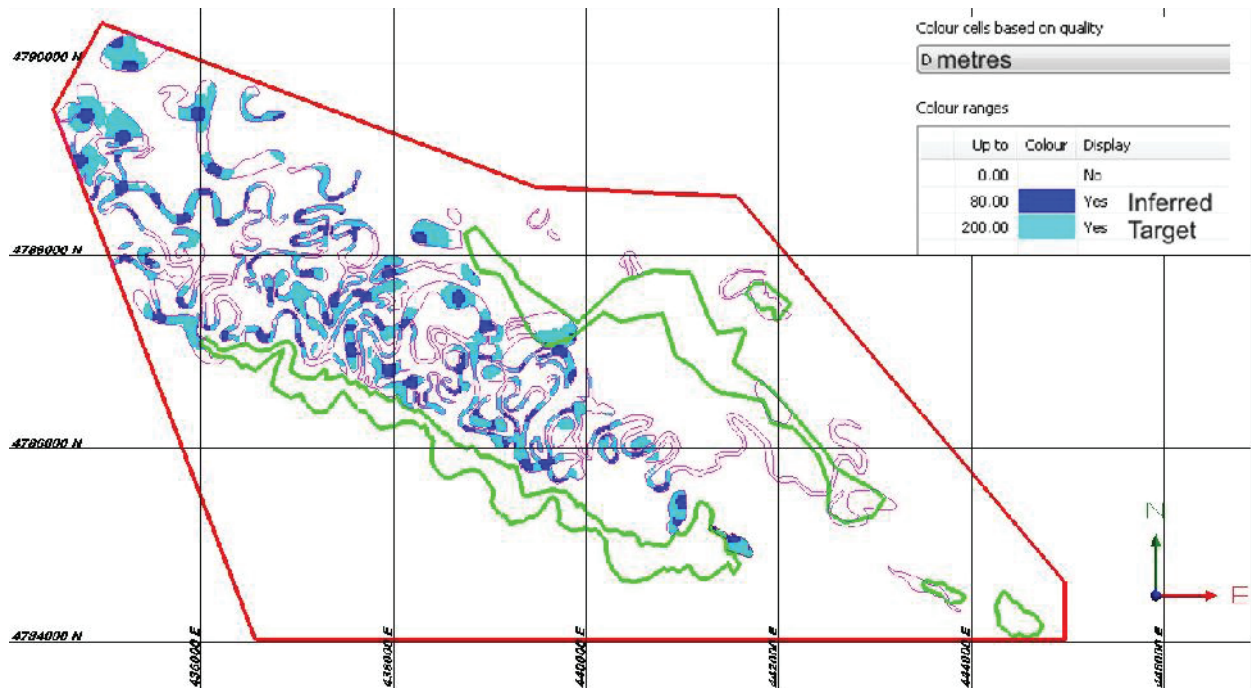 Colour cells based on quality
D metres
Colour ranges
Up to Colour Display
0.00 No
80.00 Yes Inferred
200.00 Yes Target
4790000 N
4788000 N
4786000 N
4784000 N
436000 E
438000 E
440000 E
442000 E
444000 E
446000 E
N
E